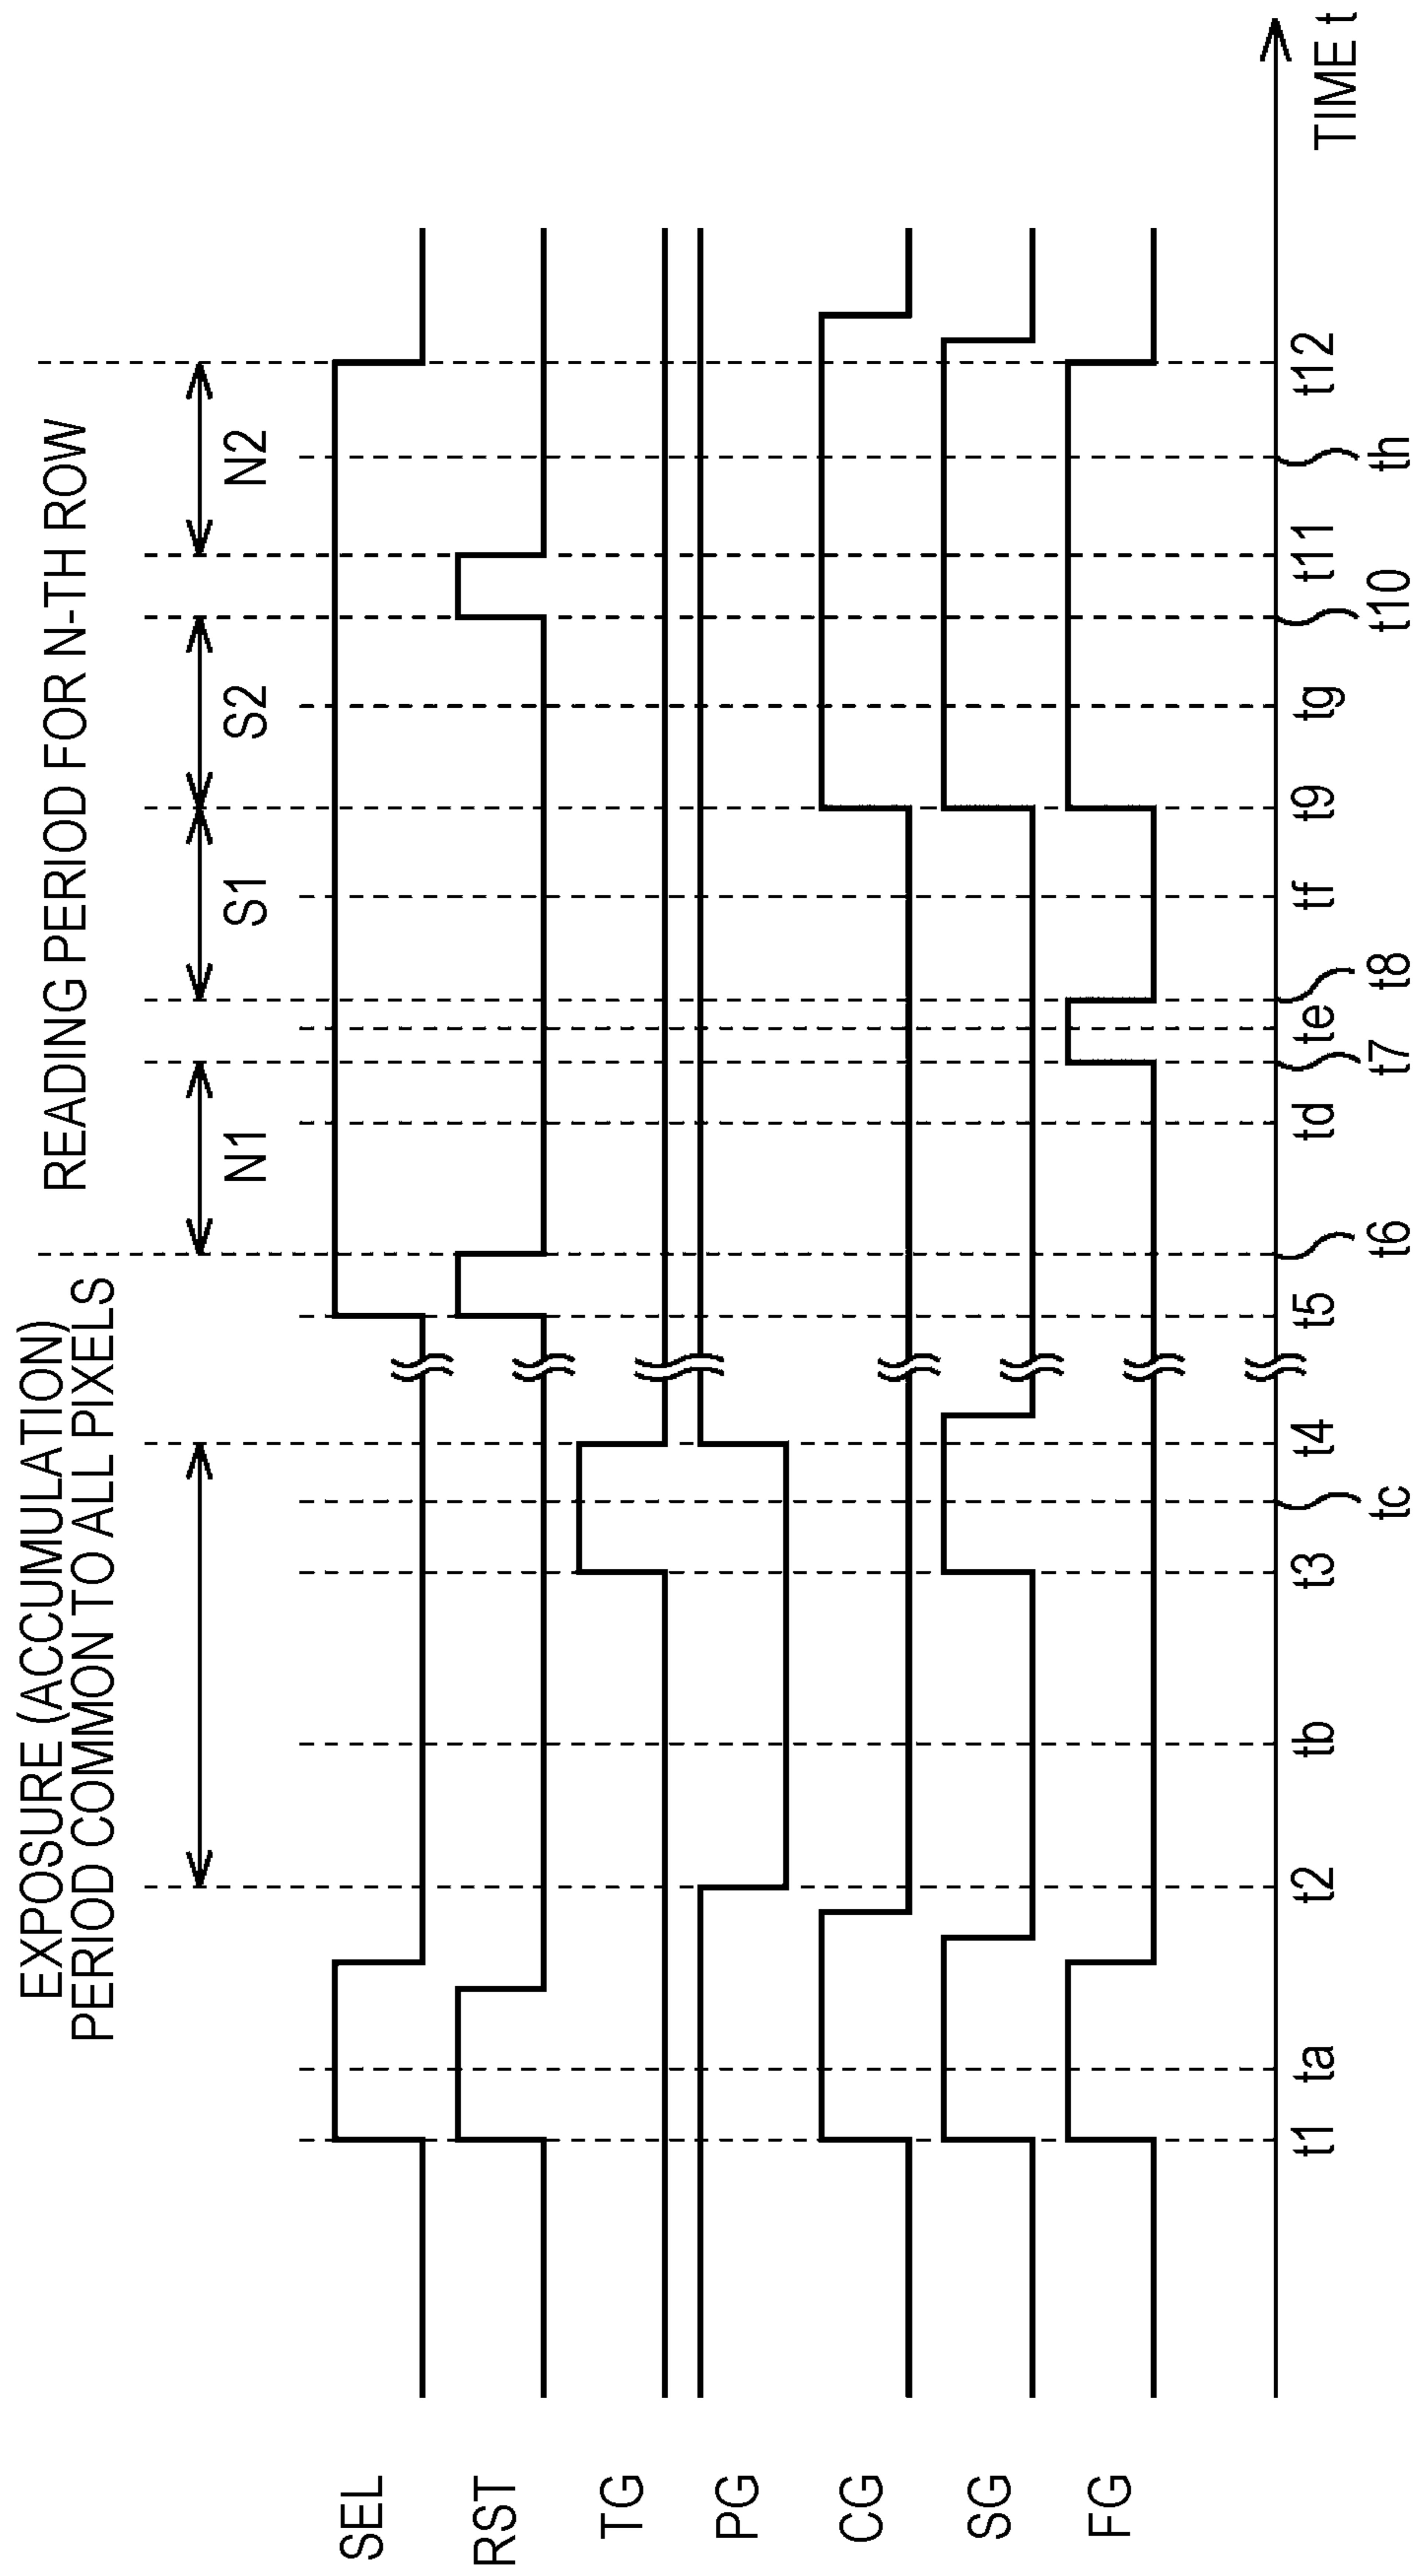 EXPOSURE (ACCUMULATION)
PERIOD COMMON TO ALL PIXELS
READING PERIOD FOR N-TH ROW
N1
S1
S2
N2
SEL
RST
TG
PG
CG
SG
FG
t1
ta
t2
tb
t3
tc
t4
t5
t6
td
t7
te
t8
tf
t9
tg
t10
t11
th
t12
TIME t